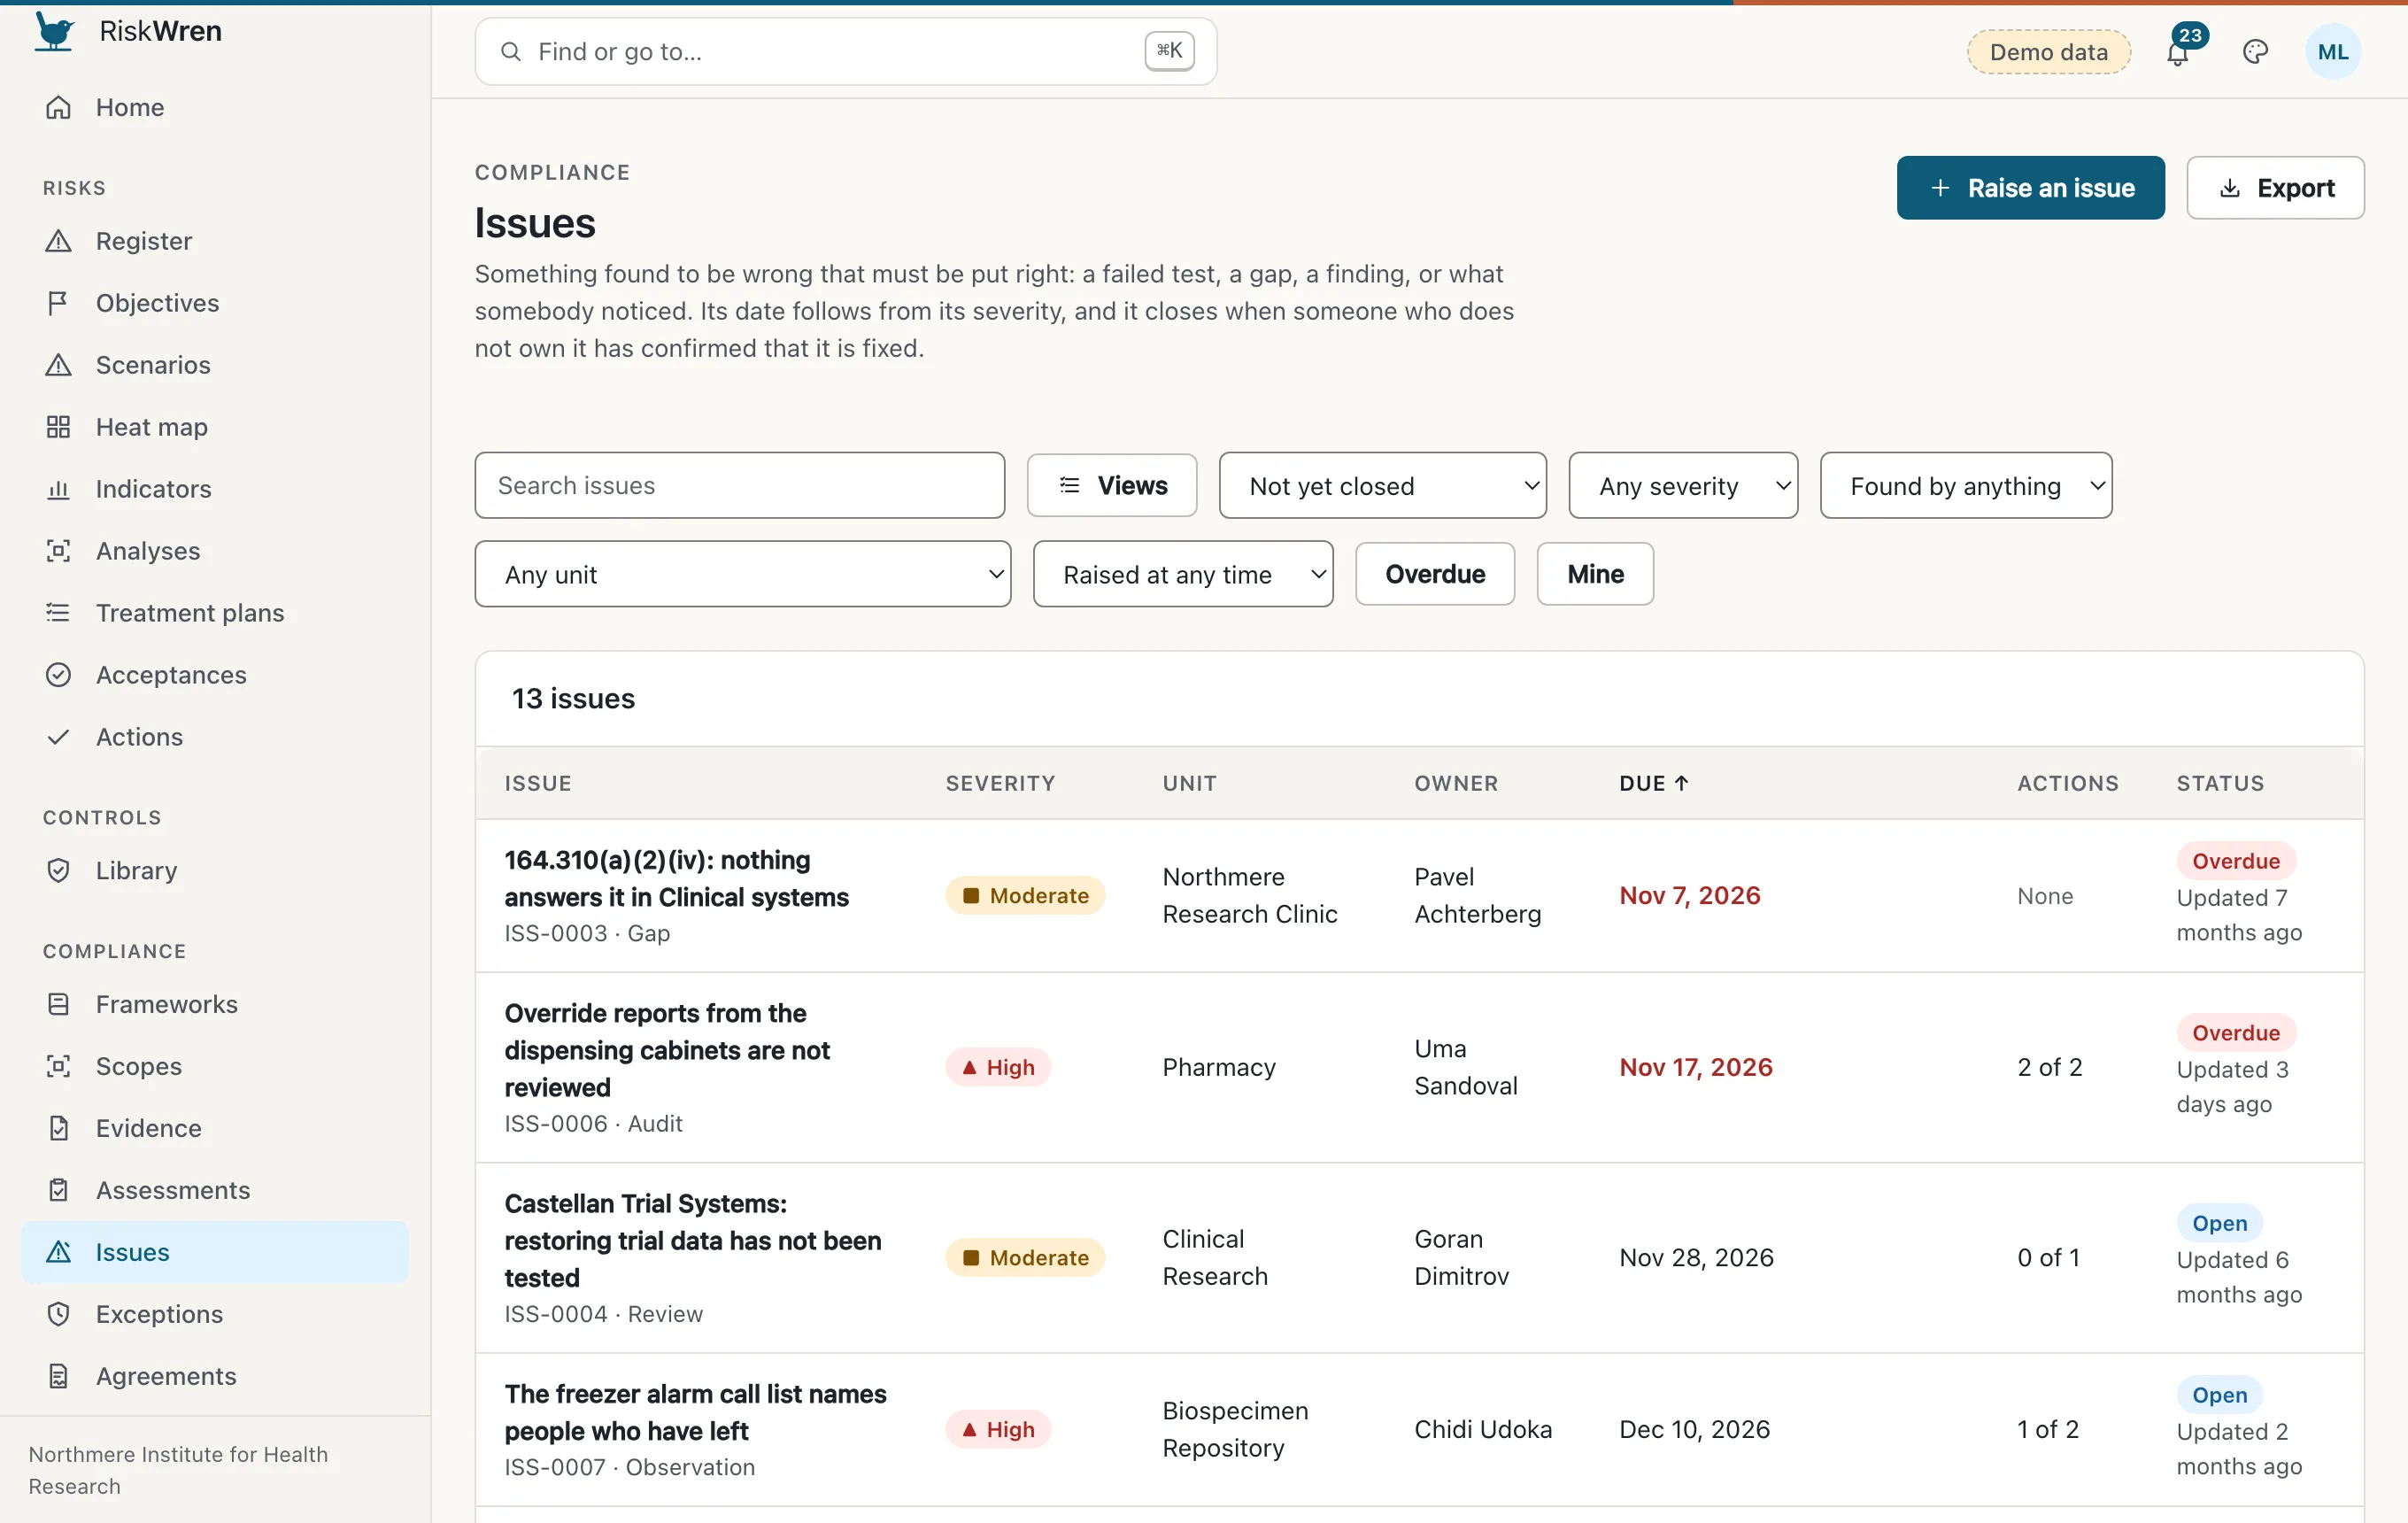 RiskWren
Find or go to...
⌘K
Demo data
23
ML
Home
RISKS
Register
Objectives
Scenarios
Heat map
Indicators
Analyses
Treatment plans
Acceptances
Actions
CONTROLS
Library
COMPLIANCE
Frameworks
Scopes
Evidence
Assessments
Issues
Exceptions
Agreements
Northmere Institute for Health
Research
COMPLIANCE
Issues
Something found to be wrong that must be put right: a failed test, a gap, a finding, or what
somebody noticed. Its date follows from its severity, and it closes when someone who does
not own it has confirmed that it is fixed.
+ Raise an issue
Export
Search issues
Views
Not yet closed
Any severity
Found by anything
Any unit
Raised at any time
Overdue
Mine
13 issues
ISSUE SEVERITY UNIT OWNER DUE ↑ ACTIONS STATUS
164.310(a)(2)(iv): nothing
answers it in Clinical systems
ISS-0003 · Gap
Moderate
Northmere
Research Clinic
Pavel
Achterberg
Nov 7, 2026
None
Overdue
Updated 7
months ago
Override reports from the
dispensing cabinets are not
reviewed
ISS-0006 · Audit
High
Pharmacy
Uma
Sandoval
Nov 17, 2026
2 of 2
Overdue
Updated 3
days ago
Castellan Trial Systems:
restoring trial data has not been
tested
ISS-0004 · Review
Moderate
Clinical
Research
Goran
Dimitrov
Nov 28, 2026
0 of 1
Open
Updated 6
months ago
The freezer alarm call list names
people who have left
ISS-0007 · Observation
High
Biospecimen
Repository
Chidi Udoka
Dec 10, 2026
1 of 2
Open
Updated 2
months ago